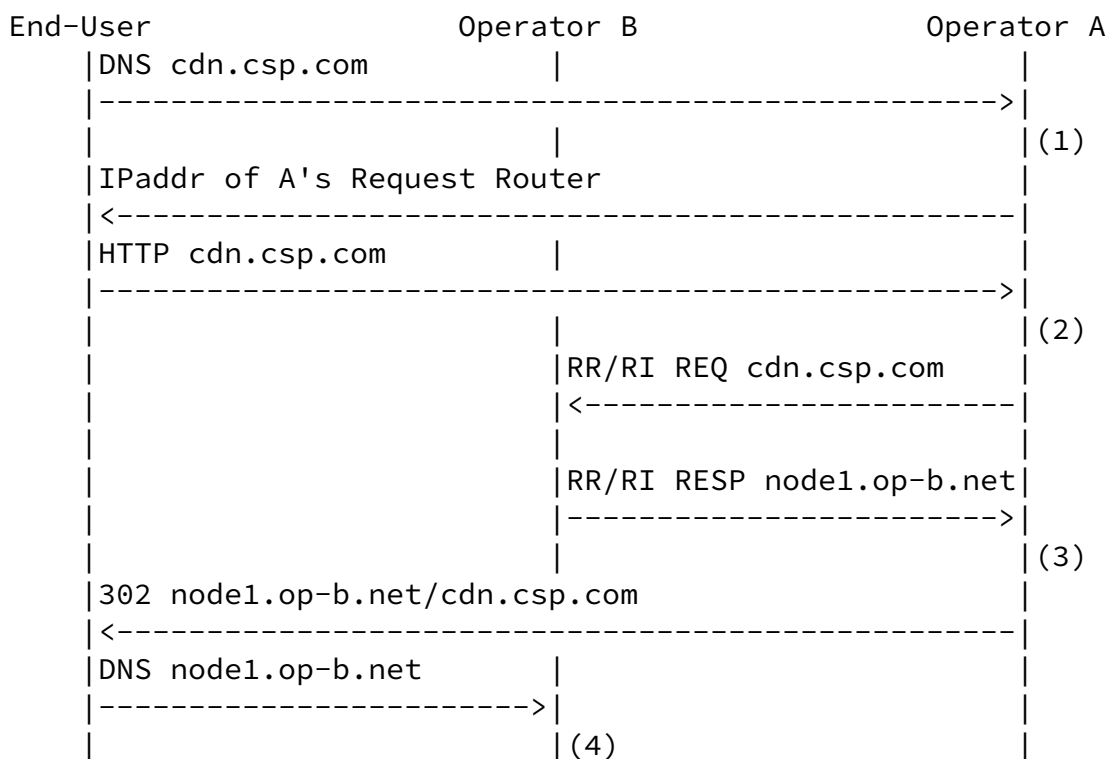 End-User Operator B Operator A
DNS cdn.csp.com
(1)
IPaddr of A's Request Router
HTTP cdn.csp.com
(2)
RR/RI REQ cdn.csp.com
RR/RI RESP node1.op-b.net
(3)
302 node1.op-b.net/cdn.csp.com
DNS node1.op-b.net
(4)